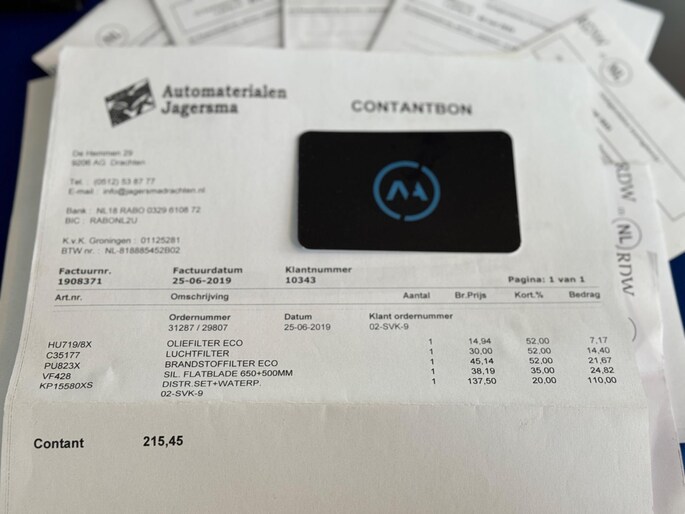 Automaterialen
Jagersma
CONTANTBON
De Hemmen 29
9206 AG Drachten
Tel : (0512) 53 87 77
E-mail : info@jagersmadrachten.nl
Bank : NL18 RABO 0329 8108 72
BIC : RABONL2U
K.v.K. Groningen : 01125281
BTW nr. : NL-818885452B02
Factuurnr. Factuurdatum Klantnummer
1908371 25-06-2019 10343 Pagina: 1 van 1
Art.nr. Omschrijving Aantal Br.Prijs Kort.% Bedrag
Ordernummer Datum Klant ordernummer
31287 / 29807 25-06-2019 02-SVK-9
HU719/8X OLIEFILTER ECO 1 14,94 52,00 7,17
C35177 LUCHTFILTER 1 30,00 52,00 14,40
PU823X BRANDSTOFFILTER ECO 1 45,14 52,00 21,67
VF428 SIL. FLATBLADE 650+500MM 1 38,19 35,00 24,82
KP15580XS DISTR.SET+WATERP. 1 137,50 20,00 110,00
02-SVK-9
Contant 215,45
RDW
NL
RDW
NL